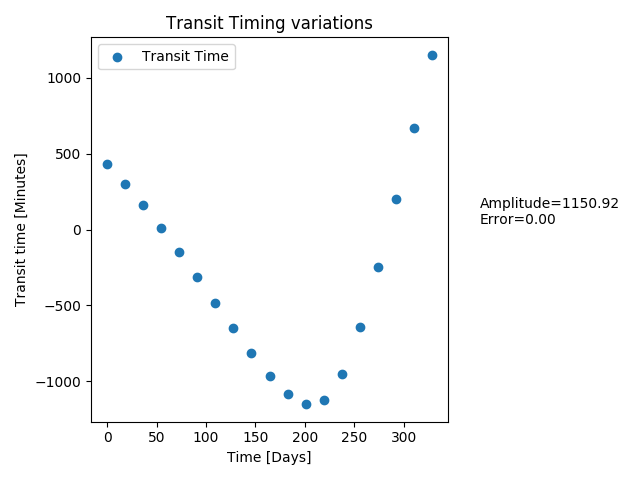 Transit Timing variations
Transit Time
1000
500
0
−500
−1000
Transit time [Minutes]
0 50 100 150 200 250 300
Time [Days]
Amplitude=1150.92
Error=0.00